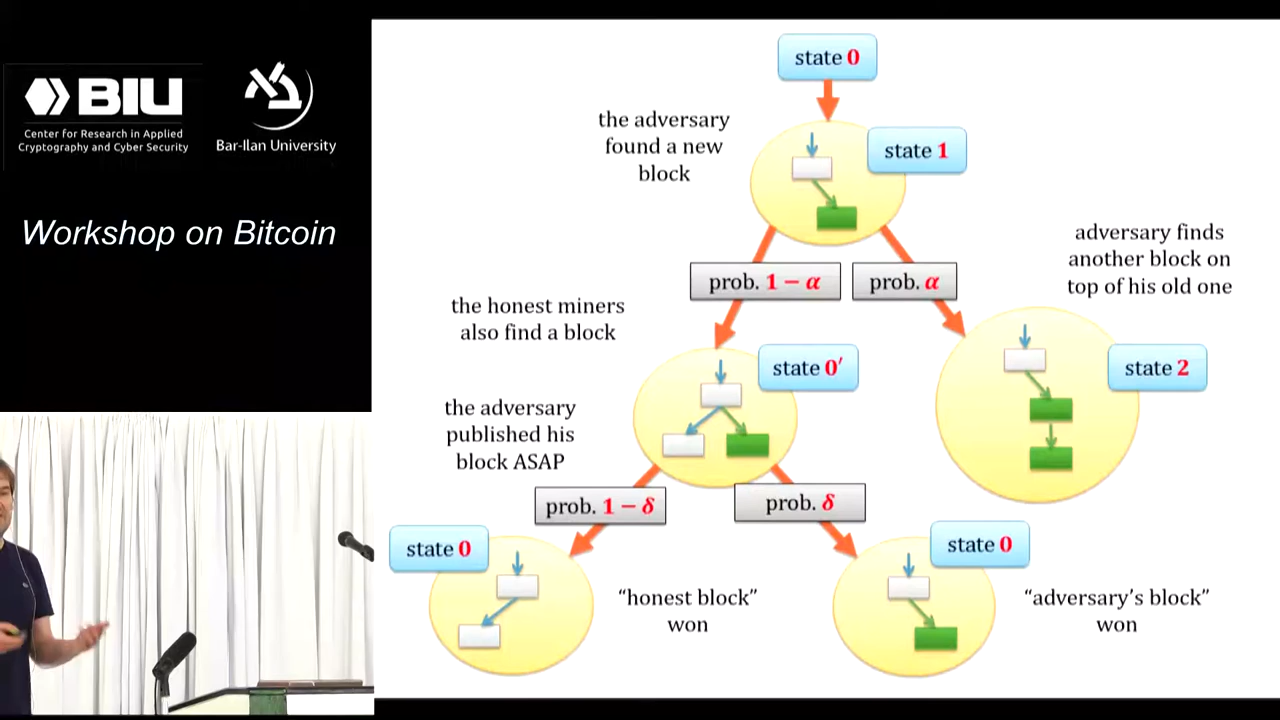 BIU
Center for Research in Applied
Cryptography and Cyber Security
Bar-Ilan University
Workshop on Bitcoin
state 0
the adversary
found a new
block
state 1
prob. 1 − α
prob. α
adversary finds
another block on
top of his old one
the honest miners
also find a block
state 0′
state 2
the adversary
published his
block ASAP
prob. 1 − δ
prob. δ
state 0
“honest block”
won
state 0
“adversary’s block”
won